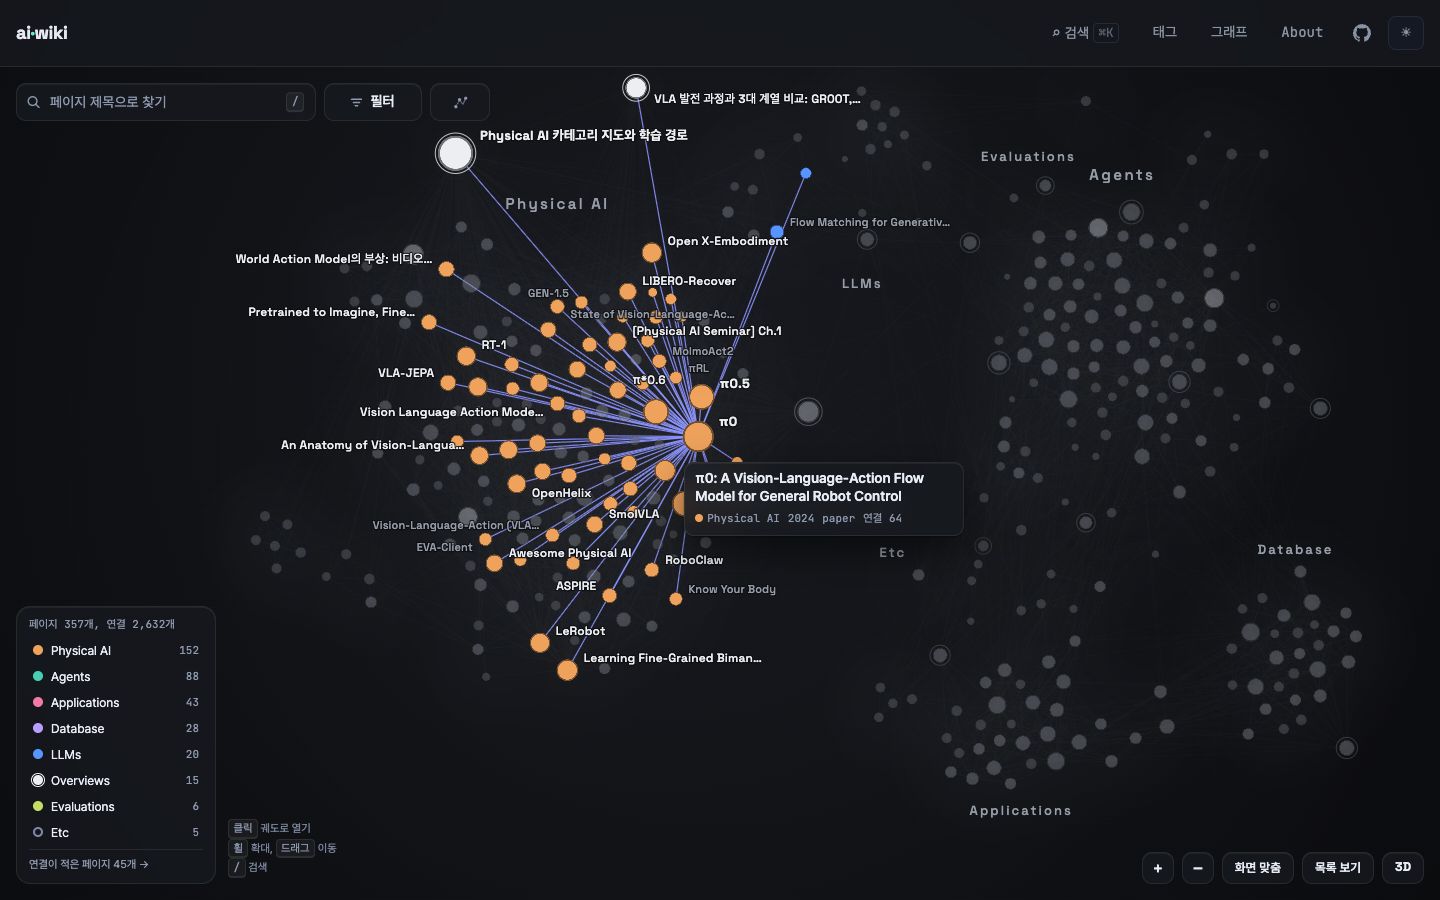 ai·wiki
검색 ⌘K
태그
그래프
About
페이지 제목으로 찾기 /
필터
VLA 발전 과정과 3대 계열 비교: GROOT,...
Physical AI 카테고리 지도와 학습 경로
Evaluations
Agents
Physical AI
Flow Matching for Generativ...
Open X-Embodiment
World Action Model의 부상: 비디오...
LIBERO-Recover
LLMs
GEN-1.5
Pretrained to Imagine, Fine...
State of Vision-Language-Ac...
[Physical AI Seminar] Ch.1
RT-1
MolmoAct2
πRL
VLA-JEPA
π*0.6
π0.5
Vision Language Action Mode...
π0
An Anatomy of Vision-Langua...
π0: A Vision-Language-Action Flow
Model for General Robot Control
Physical AI 2024 paper 연결 64
OpenHelix
SmolVLA
Vision-Language-Action (VLA...
EVA-Client
Awesome Physical AI
RoboClaw
Etc
Database
ASPIRE
Know Your Body
LeRobot
Learning Fine-Grained Biman...
페이지 357개, 연결 2,632개
Physical AI 152
Agents 88
Applications 43
Database 28
LLMs 20
Overviews 15
Evaluations 6
Etc 5
연결이 적은 페이지 45개 →
Applications
클릭 궤도로 열기
휠 확대, 드래그 이동
/ 검색
+
−
화면 맞춤
목록 보기
3D